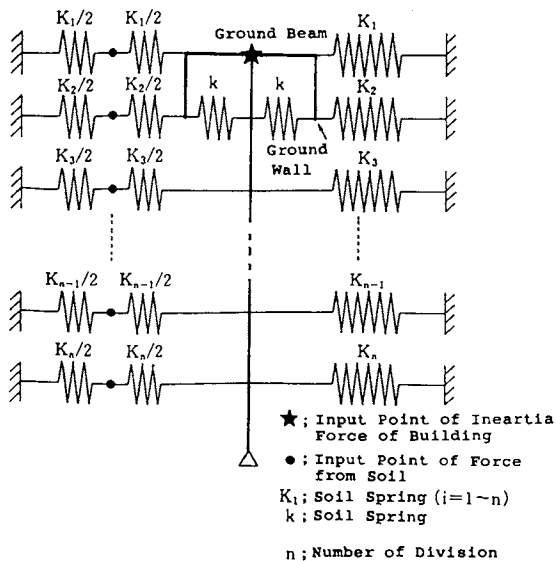 Ground Beam
K₁/2 K₁/2 K₁
K₂/2 K₂/2 k k K₂
K₃/2 K₃/2 Ground Wall K₃
Kₙ₋₁/2 Kₙ₋₁/2 Kₙ₋₁
Kₙ/2 Kₙ/2 Kₙ
★; Input Point of Ineartia
Force of Building
●; Input Point of Force
from Soil
K₁; Soil Spring (i=1~n)
k ; Soil Spring
n; Number of Division